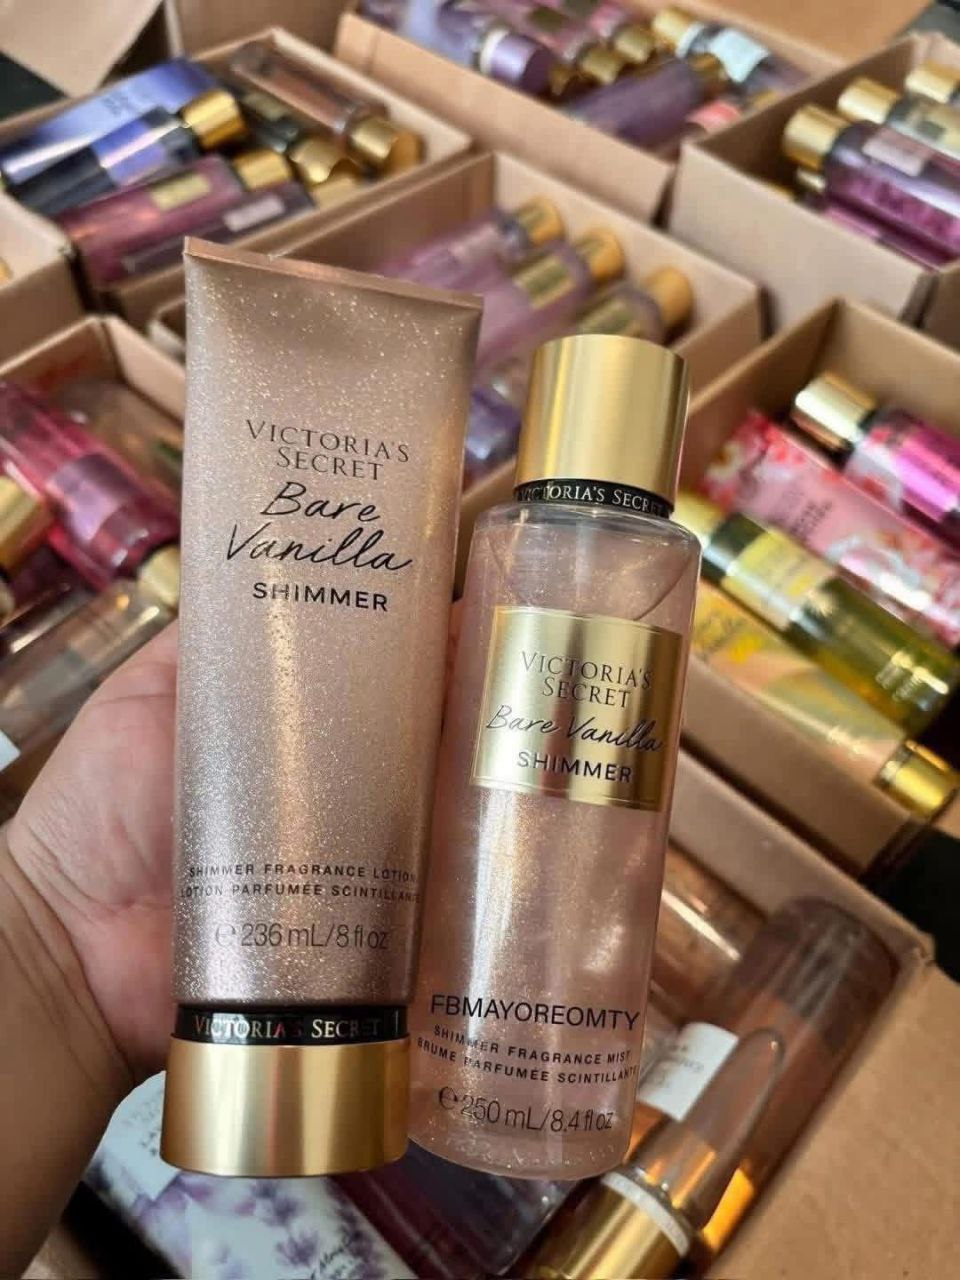 VICTORIA'S
SECRET
Bare
Vanilla
SHIMMER
SHIMMER FRAGRANCE LOTION
LOTION PARFUMÉE SCINTILLANTE
℮ 236 mL/8 fl oz
VICTORIA'S SECRET
VICTORIA'S SECRET
VICTORIA'S
SECRET
Bare Vanilla
SHIMMER
FBMAYOREOMTY
SHIMMER FRAGRANCE MIST
BRUME PARFUMÉE SCINTILLANTE
℮ 250 mL/8.4 fl oz